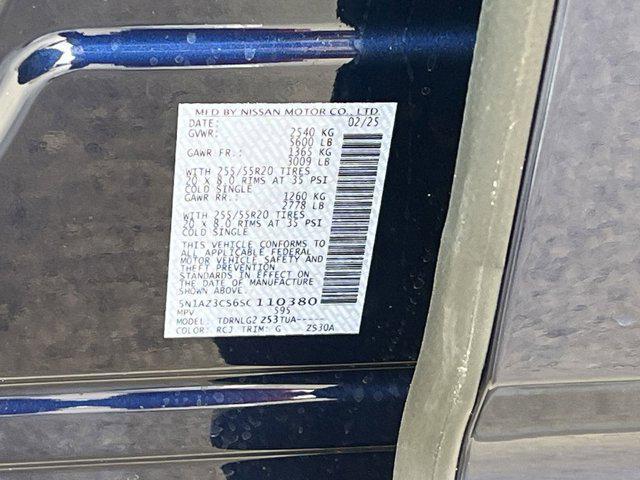 MFD BY NISSAN MOTOR CO., LTD
DATE: 02/25
GVWR: 2540 KG
5600 LB
GAWR FR.: 1365 KG
3009 LB
WITH 255/55R20 TIRES
20 X 8.0 RIMS AT 35 PSI
COLD SINGLE
GAWR RR.: 1260 KG
2778 LB
WITH 255/55R20 TIRES
20 X 8.0 RIMS AT 35 PSI
COLD SINGLE
THIS VEHICLE CONFORMS TO
ALL APPLICABLE FEDERAL
MOTOR VEHICLE SAFETY AND
THEFT PREVENTION
STANDARDS IN EFFECT ON
THE DATE OF MANUFACTURE
SHOWN ABOVE.
5N1AZ3CS6SC110380
MPV 595
MODEL: TDRNLG2 Z53TUA-----
COLOR: RCJ TRIM: G ZS30A